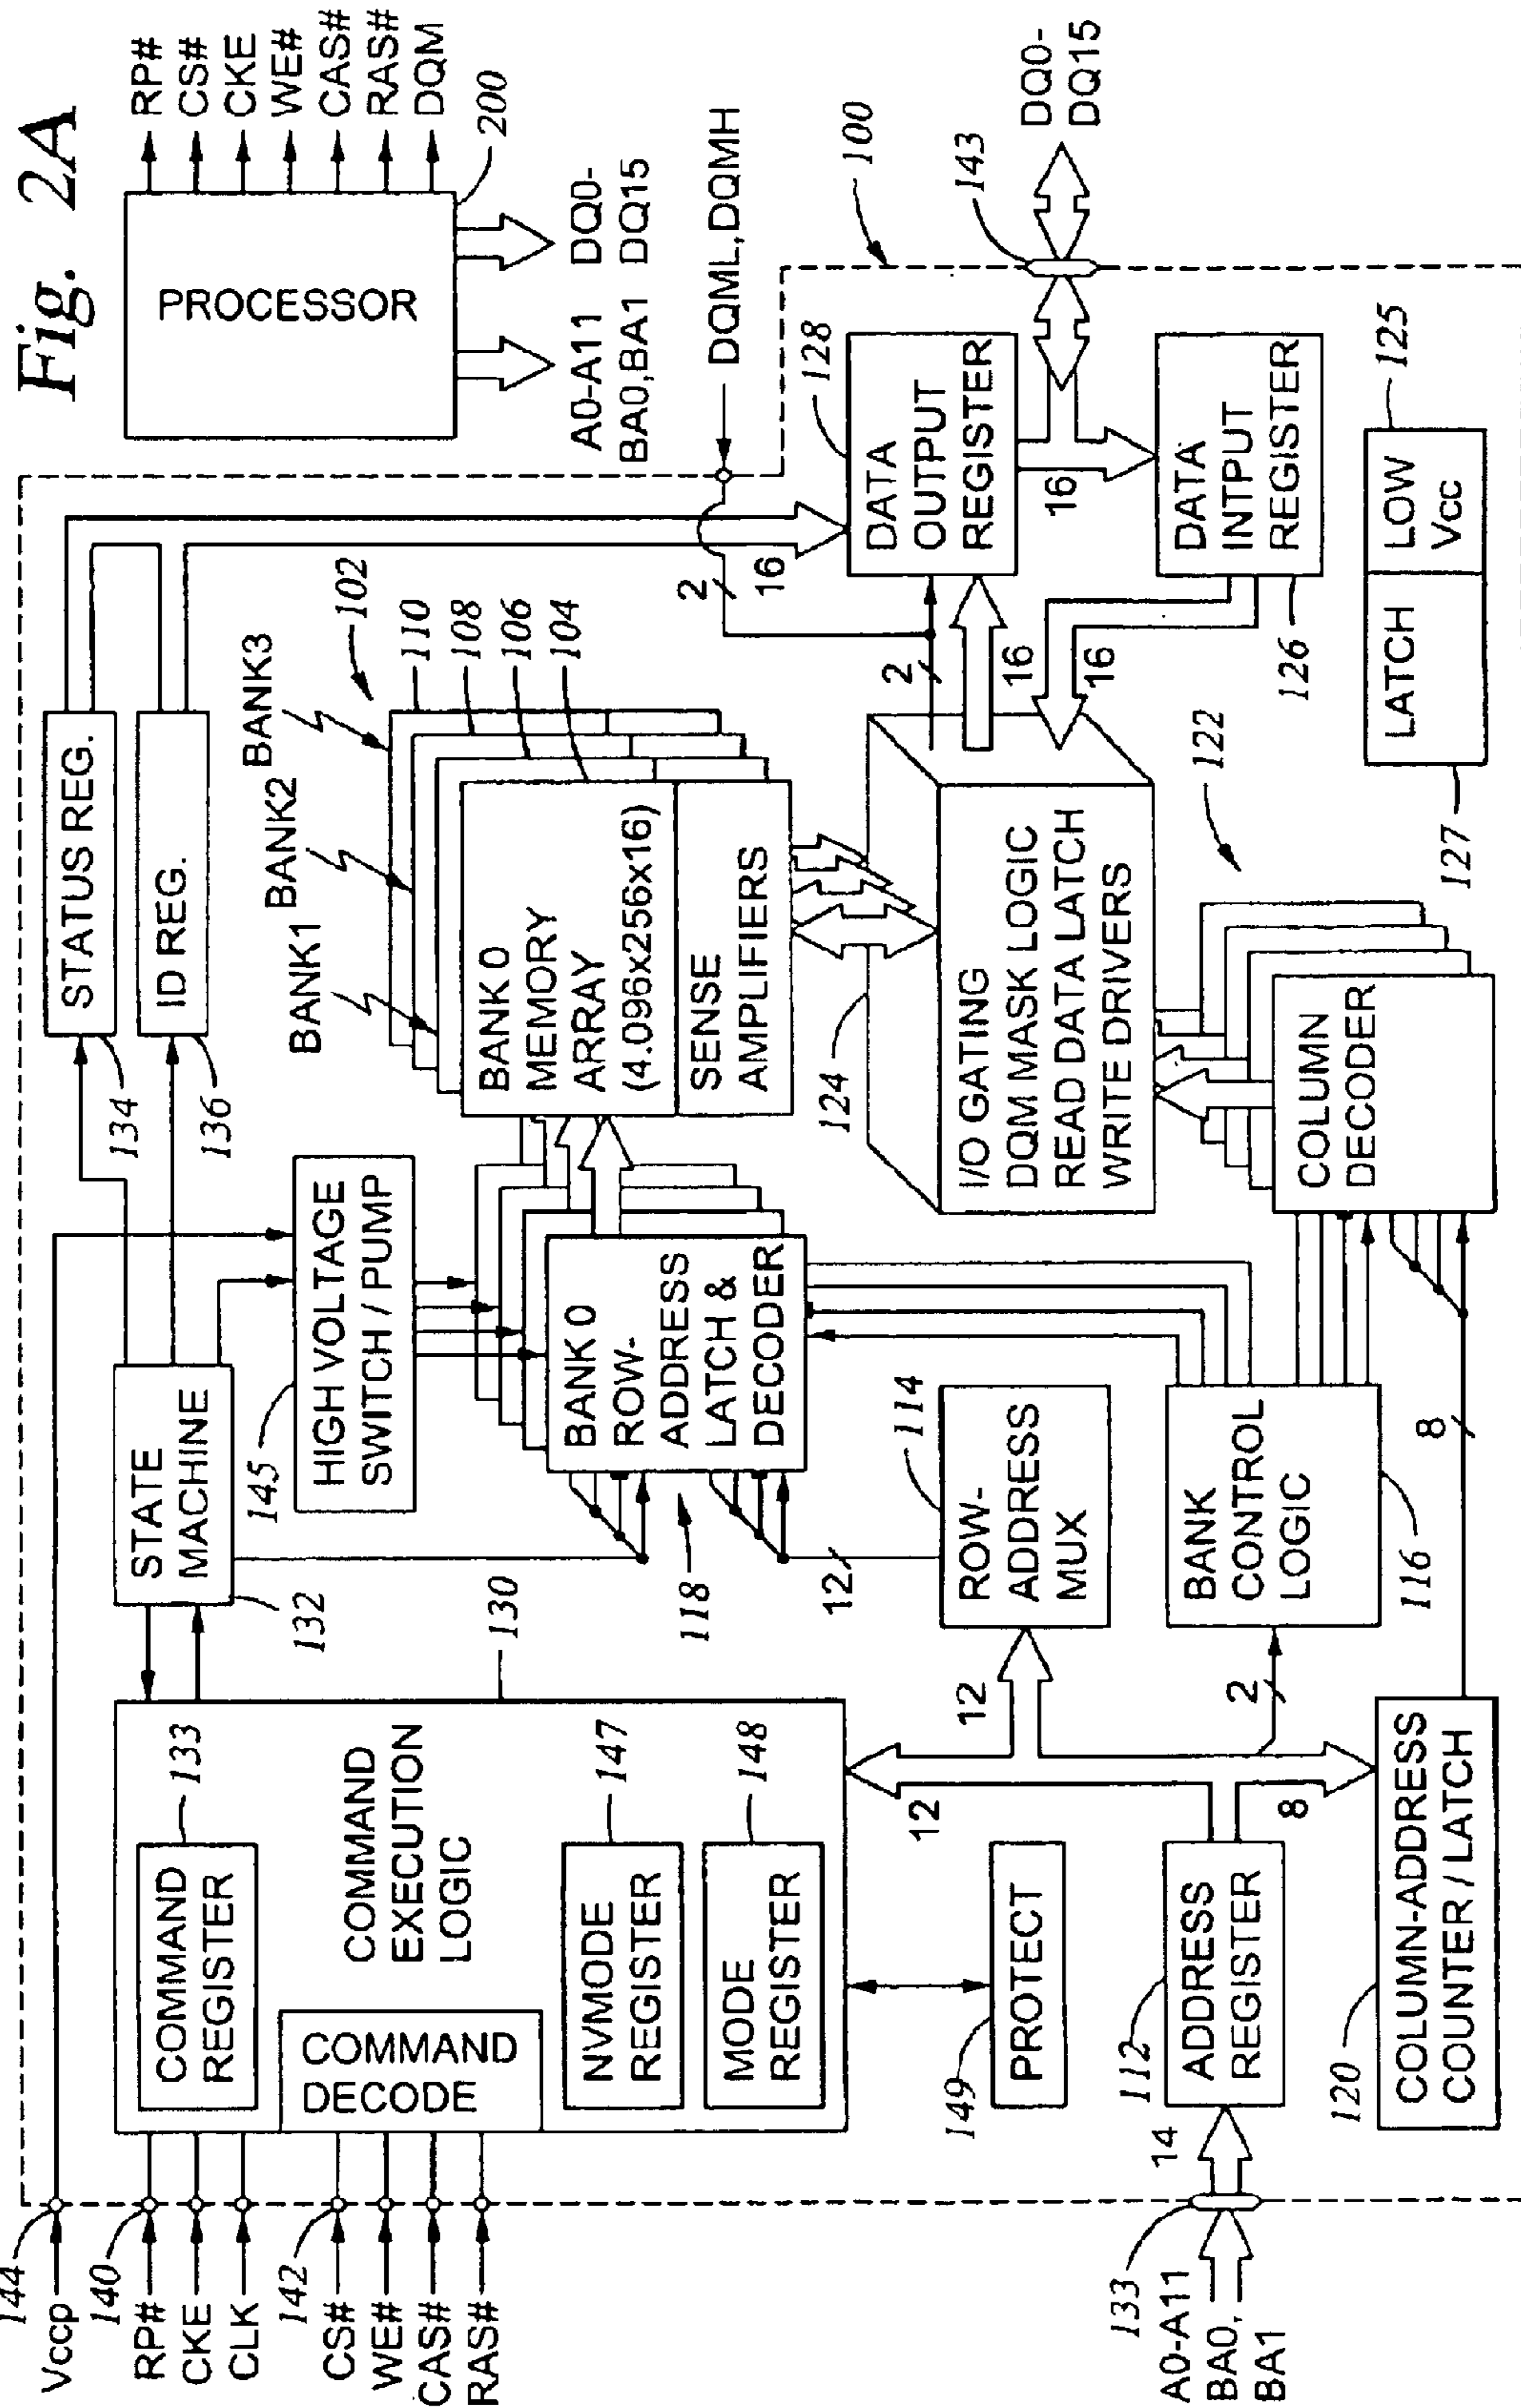 Fig. 2A
PROCESSOR
RP#
CS#
CKE
WE#
CAS#
RAS#
DQM
200
A0-A11
BA0,BA1
DQ0-
DQ15
DQML,DQMH
100
143
DQ0-
DQ15
144
Vccp
140
RP#
CKE
CLK
142
CS#
WE#
CAS#
RAS#
COMMAND
REGISTER
133
COMMAND
EXECUTION
LOGIC
COMMAND
DECODE
NVMODE
REGISTER
147
MODE
REGISTER
148
130
STATE
MACHINE
132
STATUS REG.
134
ID REG.
136
145
HIGH VOLTAGE
SWITCH / PUMP
BANK1
BANK2
BANK3
102
110
108
106
104
BANK 0
MEMORY
ARRAY
(4.096x256x16)
SENSE
AMPLIFIERS
BANK 0
ROW-
ADDRESS
LATCH &
DECODER
118
12
2
16
128
DATA
OUTPUT
REGISTER
16
2
16
16
DATA
INTPUT
REGISTER
126
124
I/O GATING
DQM MASK LOGIC
READ DATA LATCH
WRITE DRIVERS
122
LATCH
LOW
Vcc
125
127
149
PROTECT
12
12
ROW-
ADDRESS
MUX
114
133
A0-A11
BA0,
BA1
14
112
ADDRESS
REGISTER
8
2
BANK
CONTROL
LOGIC
116
COLUMN
DECODER
120
COLUMN-ADDRESS
COUNTER / LATCH
8